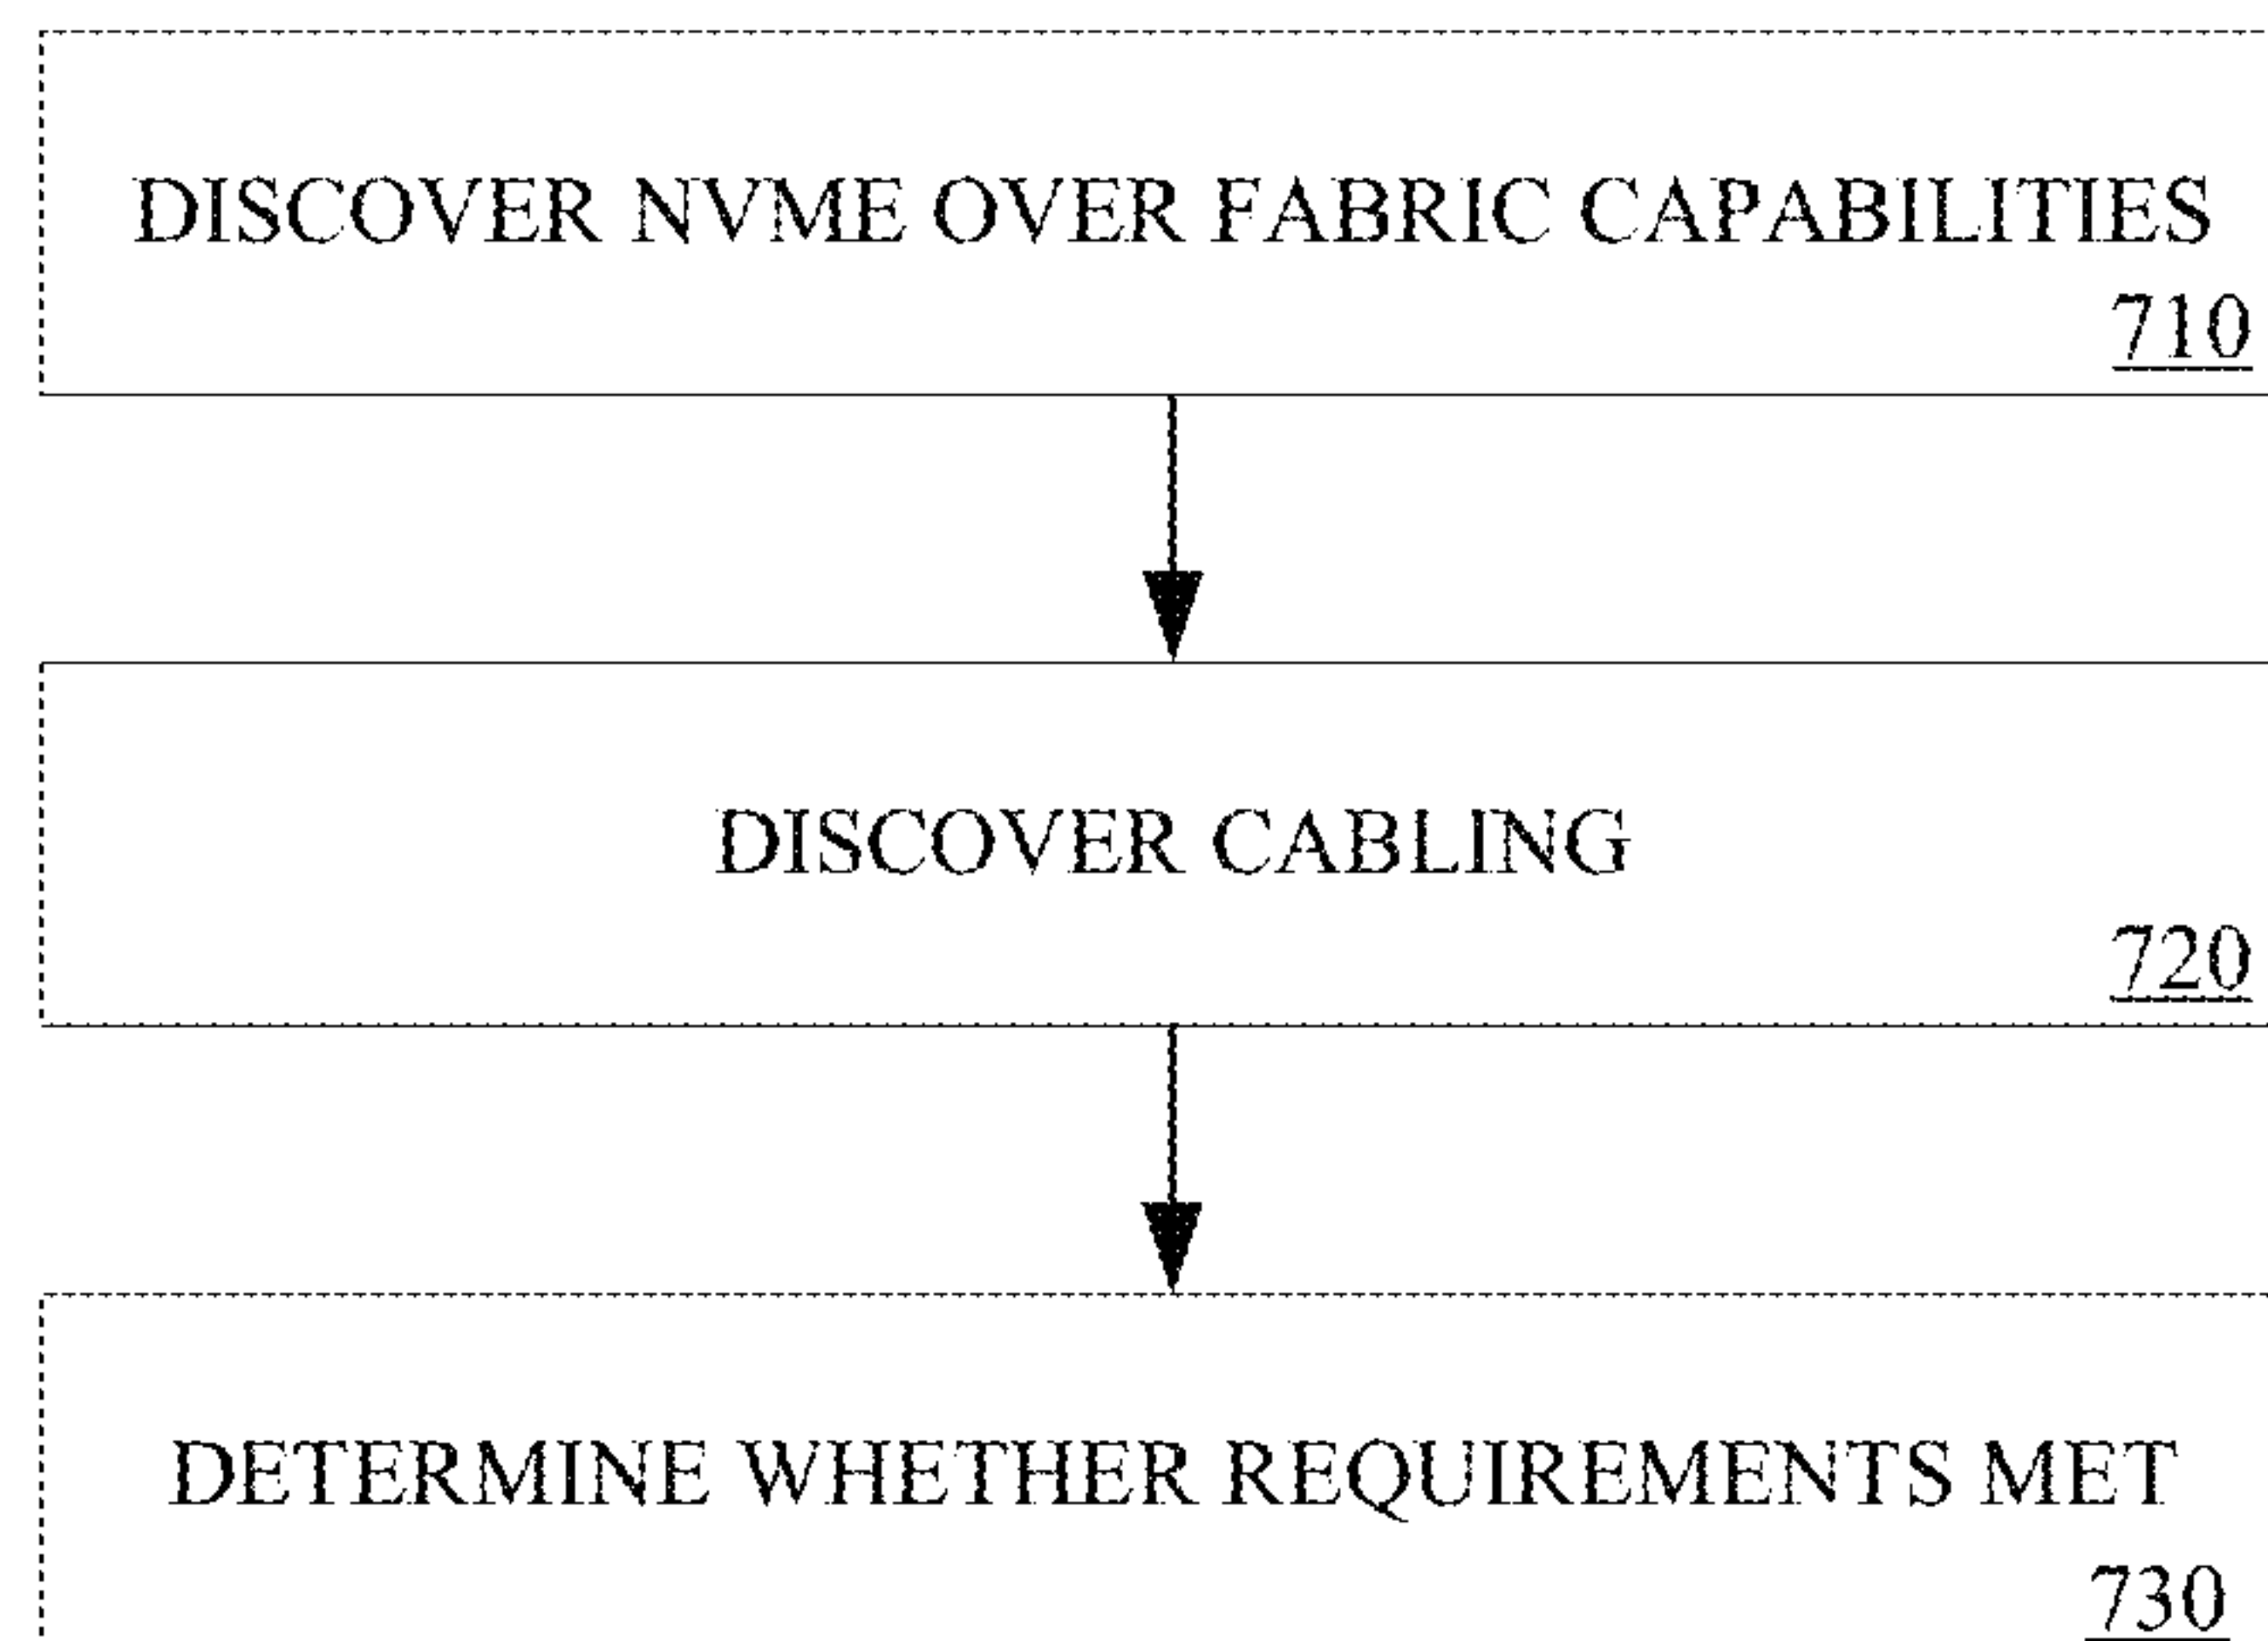 DISCOVER NVME OVER FABRIC CAPABILITIES
710
DISCOVER CABLING
720
DETERMINE WHETHER REQUIREMENTS MET
730